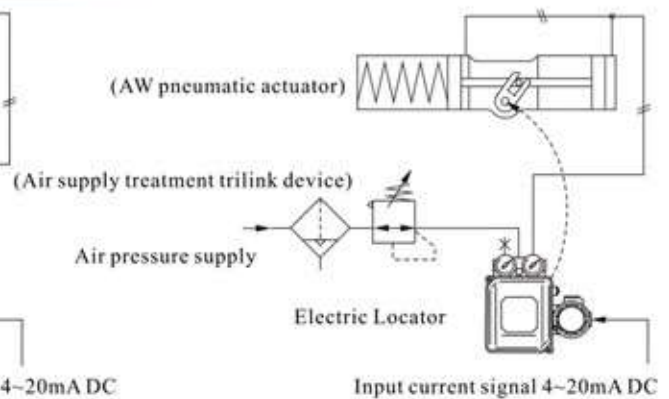 (AW pneumatic actuator)
(Air supply treatment trilink device)
Air pressure supply
Electric Locator
4~20mA DC
Input current signal 4~20mA DC